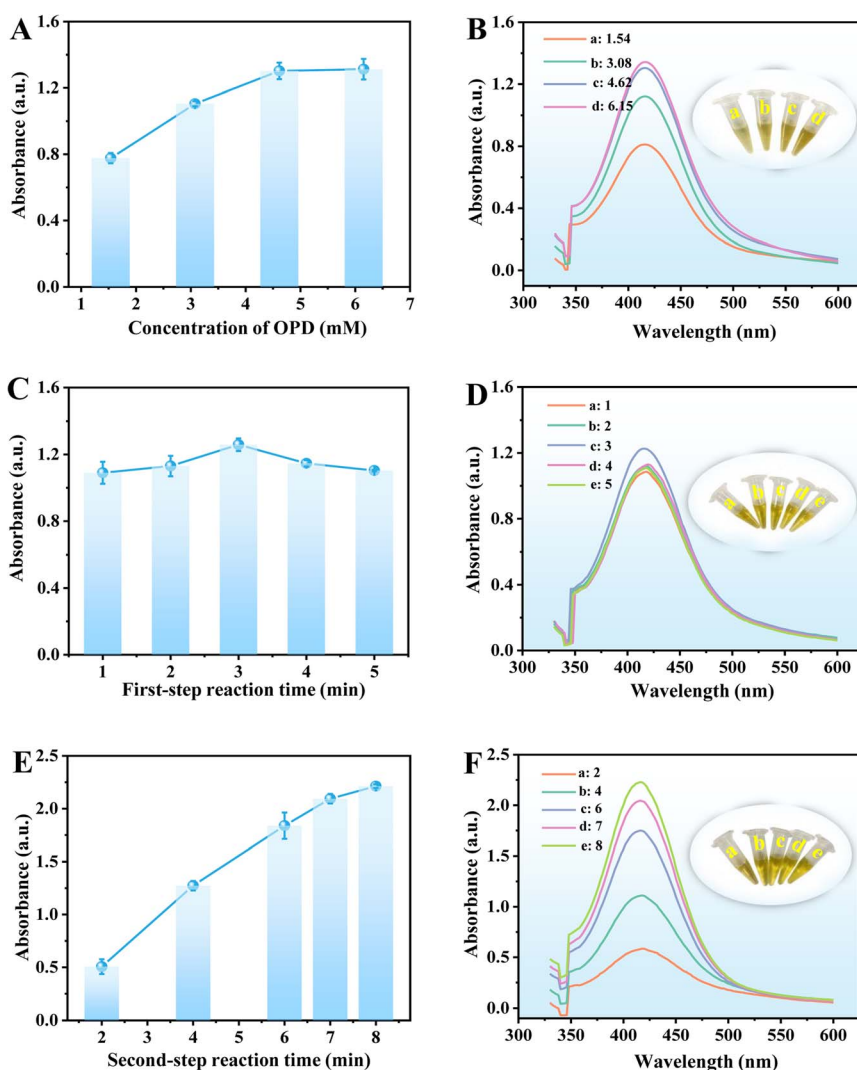 A
Absorbance (a.u.)
1.6
1.2
0.8
0.4
0.0
1 2 3 4 5 6 7
Concentration of OPD (mM)
B
Absorbance (a.u.)
1.6
1.2
0.8
0.4
0.0
a: 1.54
b: 3.08
c: 4.62
d: 6.15
a b c d
300 350 400 450 500 550 600
Wavelength (nm)
C
Absorbance (a.u.)
1.6
1.2
0.8
0.4
0.0
1 2 3 4 5
First-step reaction time (min)
D
Absorbance (a.u.)
1.6
1.2
0.8
0.4
0.0
a: 1
b: 2
c: 3
d: 4
e: 5
a b c d e
300 350 400 450 500 550 600
Wavelength (nm)
E
Absorbance (a.u.)
2.5
2.0
1.5
1.0
0.5
0.0
2 3 4 5 6 7 8
Second-step reaction time (min)
F
Absorbance (a.u.)
2.5
2.0
1.5
1.0
0.5
0.0
a: 2
b: 4
c: 6
d: 7
e: 8
a b c d e
300 350 400 450 500 550 600
Wavelength (nm)